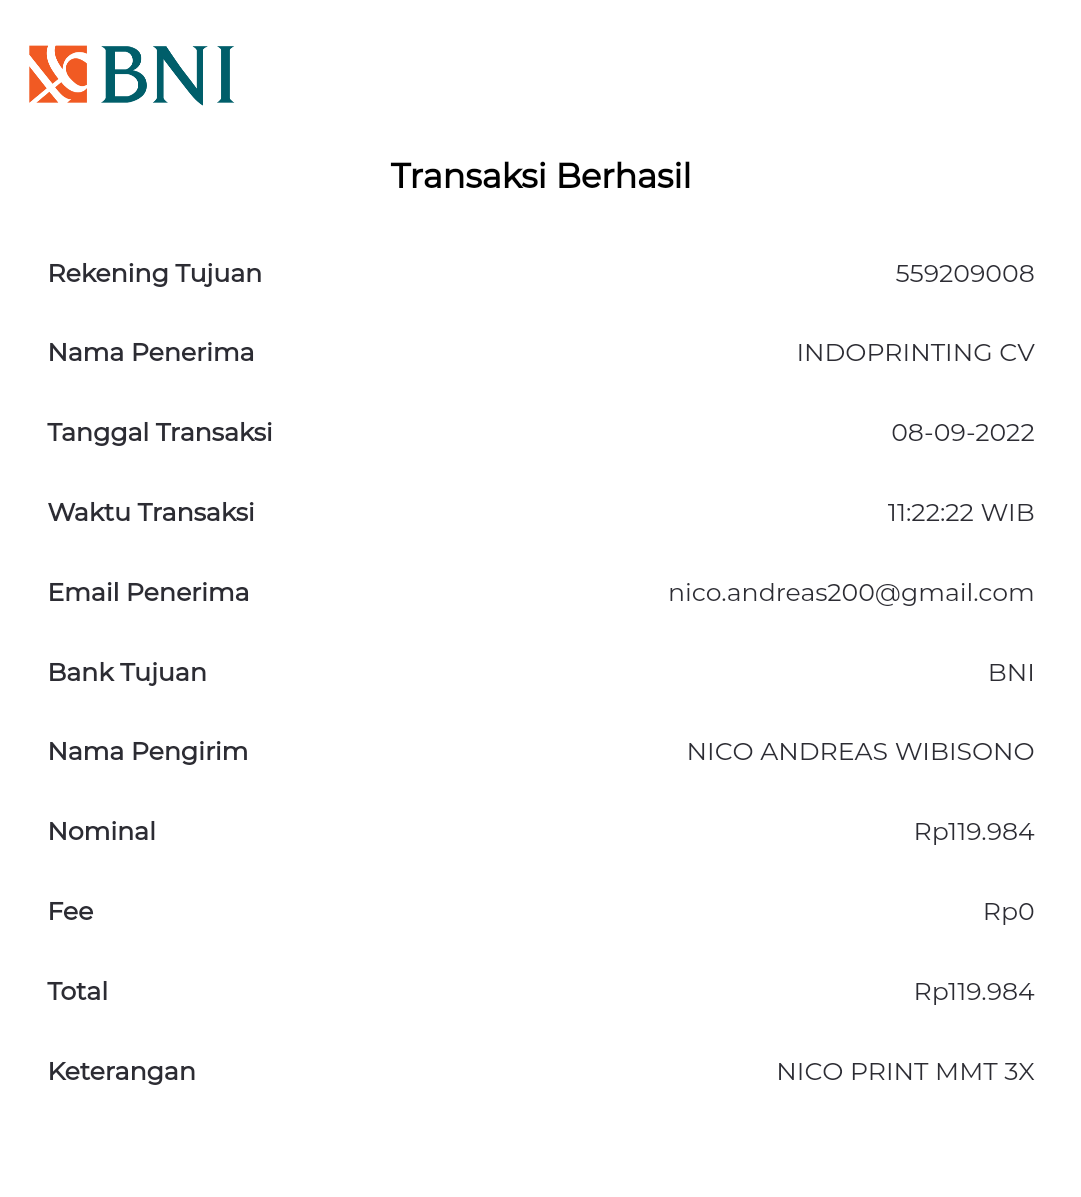 BNI
Transaksi Berhasil
Rekening Tujuan 559209008
Nama Penerima INDOPRINTING CV
Tanggal Transaksi 08-09-2022
Waktu Transaksi 11:22:22 WIB
Email Penerima nico.andreas200@gmail.com
Bank Tujuan BNI
Nama Pengirim NICO ANDREAS WIBISONO
Nominal Rp119.984
Fee Rp0
Total Rp119.984
Keterangan NICO PRINT MMT 3X